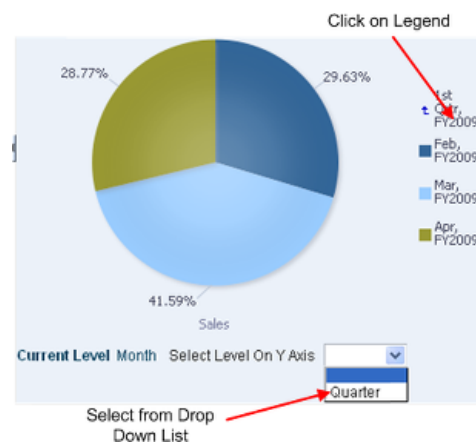 Click on Legend
28.77%
29.63%
1st
Qtr,
FY2009
Feb,
FY2009
Mar,
FY2009
Apr,
FY2009
41.59%
Sales
Current Level Month Select Level On Y Axis
Quarter
Select from Drop
Down List